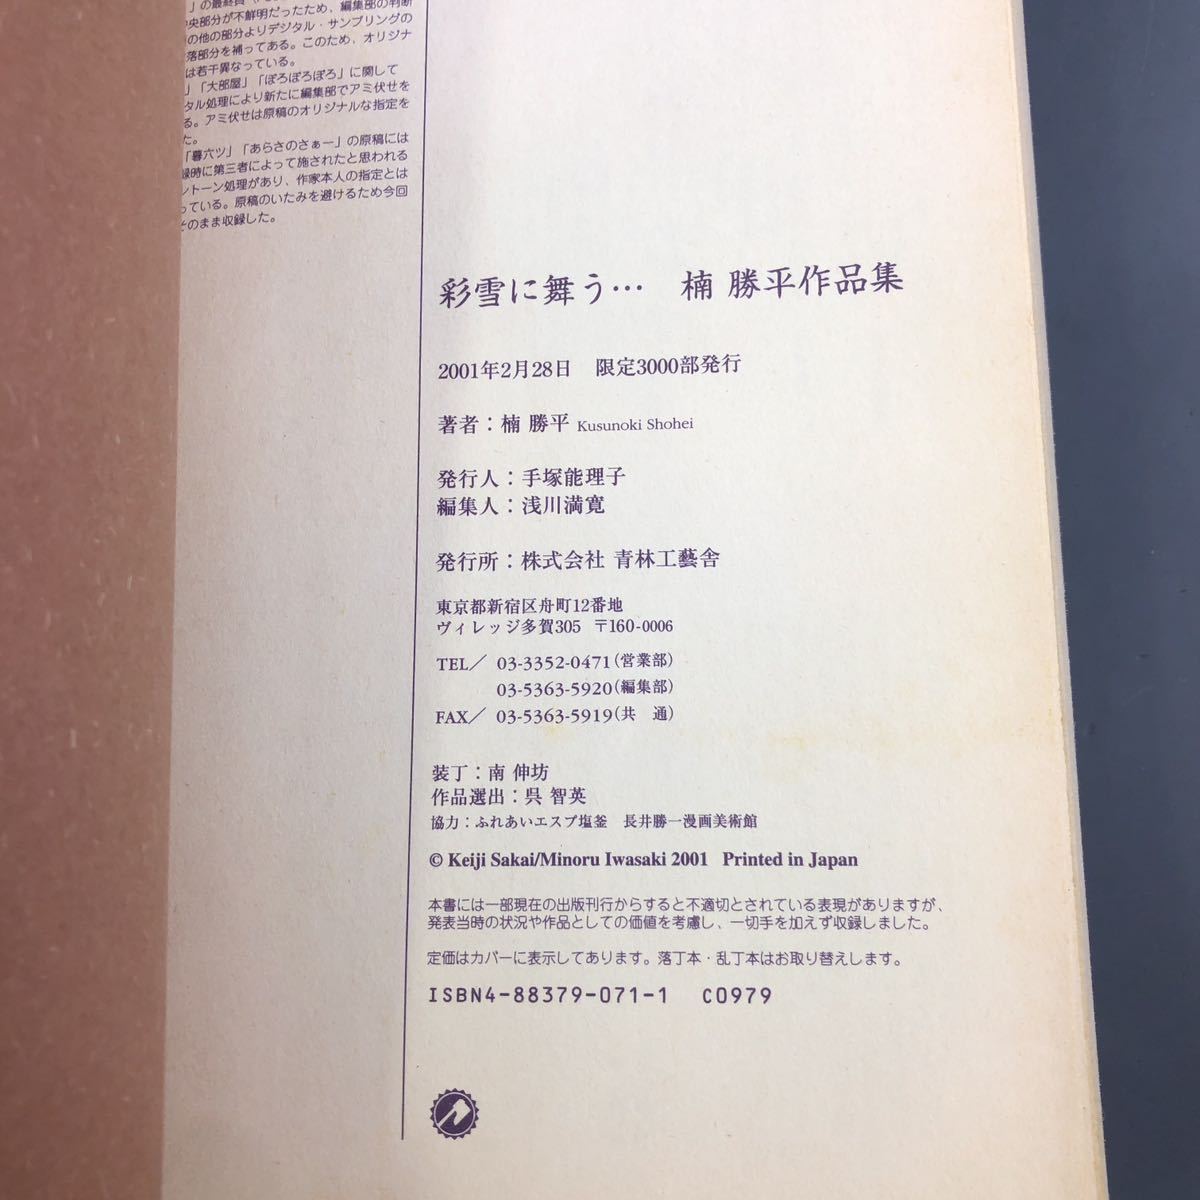 」の最終頁
央部分が不鮮明だったため、編集部の判断
の他の部分よりデジタル・サンプリングの
落部分を補ってある。このため、オリジナ
は若干異なっている。
」「大部屋」「ぼろぼろぼろ」に関して
タル処理により新たに編集部でアミ伏せを
る。アミ伏せは原稿のオリジナルな指定を
た。
「暮六ツ」「あらさのさぁー」の原稿には
録時に第三者によって施されたと思われる
ントーン処理があり、作家本人の指定とは
っている。原稿のいたみを避けるため今回
そのまま収録した。
彩雪に舞う… 楠 勝平作品集
2001年2月28日 限定3000部発行
著者：楠 勝平 Kusunoki Shohei
発行人：手塚能理子
編集人：浅川満寛
発行所：株式会社 青林工藝舎
東京都新宿区舟町12番地
ヴィレッジ多賀305 〒160-0006
TEL／ 03-3352-0471(営業部)
03-5363-5920(編集部)
FAX／ 03-5363-5919(共 通)
装丁：南 伸坊
作品選出：呉 智英
協力：ふれあいエスプ塩釜 長井勝一漫画美術館
© Keiji Sakai/Minoru Iwasaki 2001 Printed in Japan
本書には一部現在の出版刊行からすると不適切とされている表現がありますが、
発表当時の状況や作品としての価値を考慮し、一切手を加えず収録しました。
定価はカバーに表示してあります。落丁本・乱丁本はお取り替えします。
ISBN4-88379-071-1 C0979